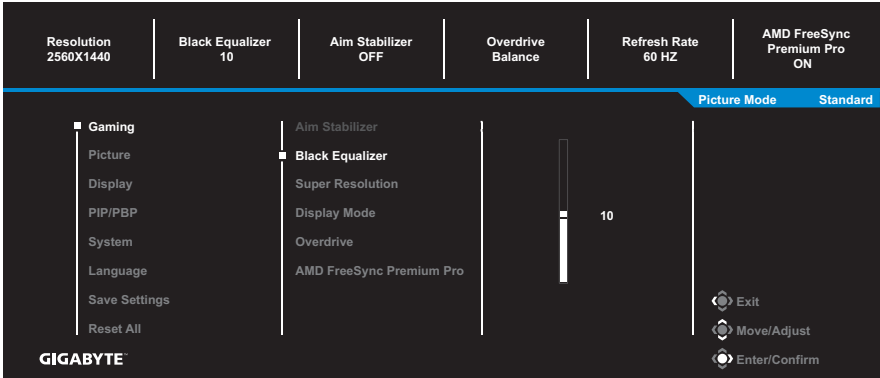 Resolution
2560X1440
Black Equalizer
10
Aim Stabilizer
OFF
Overdrive
Balance
Refresh Rate
60 HZ
AMD FreeSync
Premium Pro
ON
Picture Mode Standard
Gaming
Picture
Display
PIP/PBP
System
Language
Save Settings
Reset All
Aim Stabilizer
Black Equalizer
Super Resolution
Display Mode
Overdrive
AMD FreeSync Premium Pro
10
Exit
Move/Adjust
Enter/Confirm
GIGABYTE™